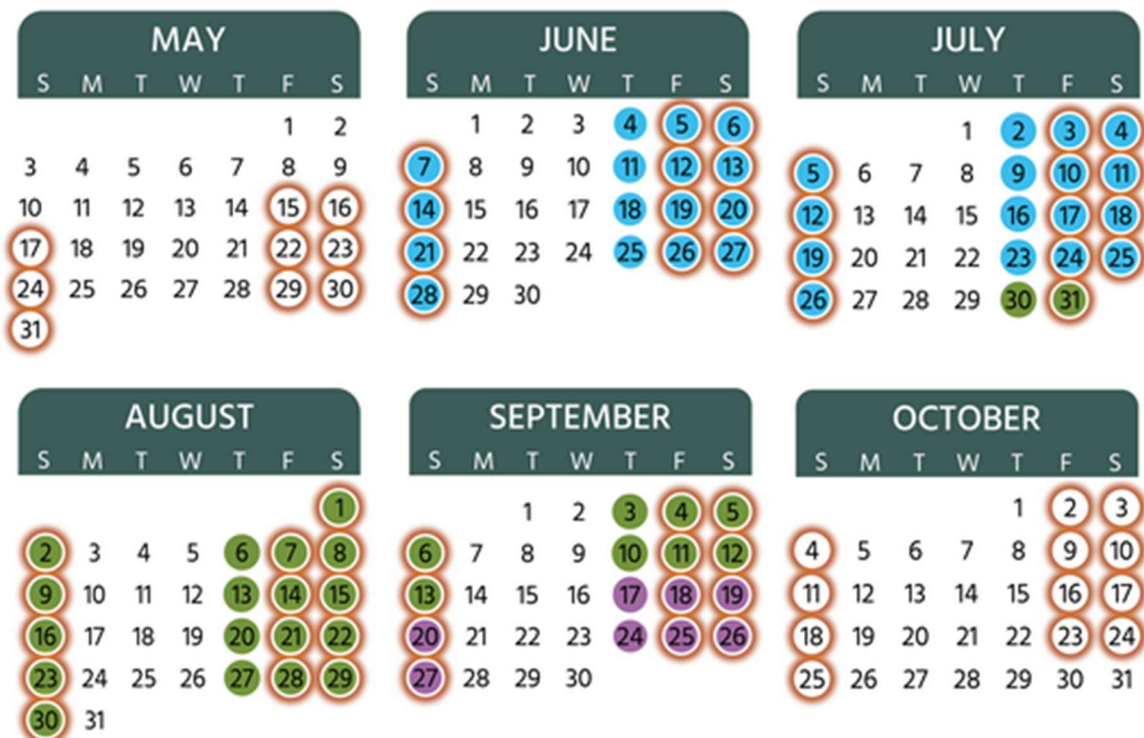 MAY
S M T W T F S
1 2
3 4 5 6 7 8 9
10 11 12 13 14 15 16
17 18 19 20 21 22 23
24 25 26 27 28 29 30
31
JUNE
S M T W T F S
1 2 3 4 5 6
7 8 9 10 11 12 13
14 15 16 17 18 19 20
21 22 23 24 25 26 27
28 29 30
JULY
S M T W T F S
1 2 3 4
5 6 7 8 9 10 11
12 13 14 15 16 17 18
19 20 21 22 23 24 25
26 27 28 29 30 31
AUGUST
S M T W T F S
1
2 3 4 5 6 7 8
9 10 11 12 13 14 15
16 17 18 19 20 21 22
23 24 25 26 27 28 29
30 31
SEPTEMBER
S M T W T F S
1 2 3 4 5
6 7 8 9 10 11 12
13 14 15 16 17 18 19
20 21 22 23 24 25 26
27 28 29 30
OCTOBER
S M T W T F S
1 2 3
4 5 6 7 8 9 10
11 12 13 14 15 16 17
18 19 20 21 22 23 24
25 26 27 28 29 30 31